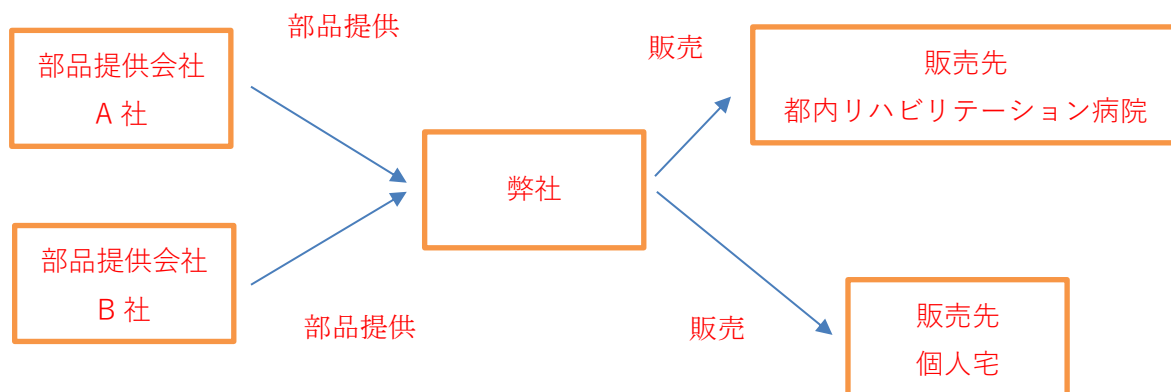 部品提供
部品提供会社
A 社
販売
販売先
都内リハビリテーション病院
弊社
部品提供会社
B 社
部品提供
販売
販売先
個人宅